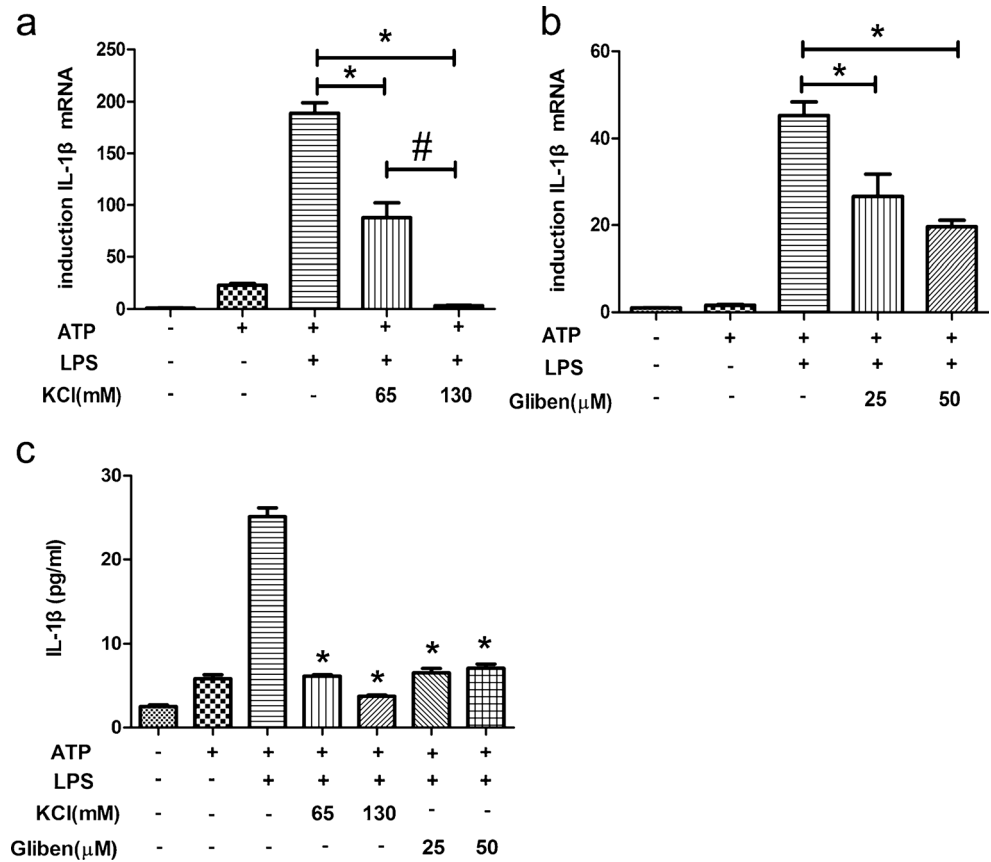 a
250
200
150
100
50
0
induction IL-1β mRNA
*
*
#
ATP - + + + +
LPS - - + + +
KCl(mM) - - - 65 130
b
60
40
20
0
induction IL-1β mRNA
*
*
ATP - + + + +
LPS - - + + +
Gliben(μM) - - - 25 50
c
30
20
10
0
IL-1β (pg/ml)
* * * *
ATP - + + + + + +
LPS - - + + + + +
KCl(mM) - - - 65 130 - -
Gliben(μM) - - - - - 25 50